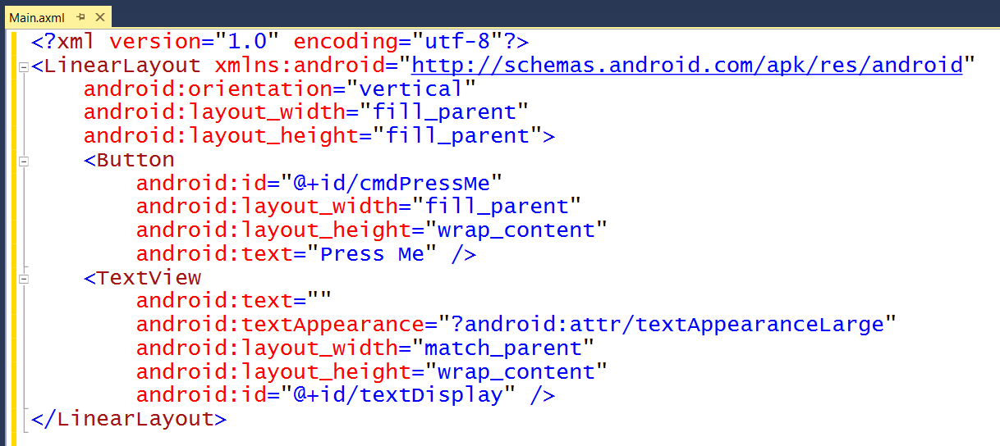 Main.axml
<?xml version="1.0" encoding="utf-8"?>
<LinearLayout xmlns:android="http://schemas.android.com/apk/res/android"
    android:orientation="vertical"
    android:layout_width="fill_parent"
    android:layout_height="fill_parent">
    <Button
        android:id="@+id/cmdPressMe"
        android:layout_width="fill_parent"
        android:layout_height="wrap_content"
        android:text="Press Me" />
    <TextView
        android:text=""
        android:textAppearance="?android:attr/textAppearanceLarge"
        android:layout_width="match_parent"
        android:layout_height="wrap_content"
        android:id="@+id/textDisplay" />
</LinearLayout>